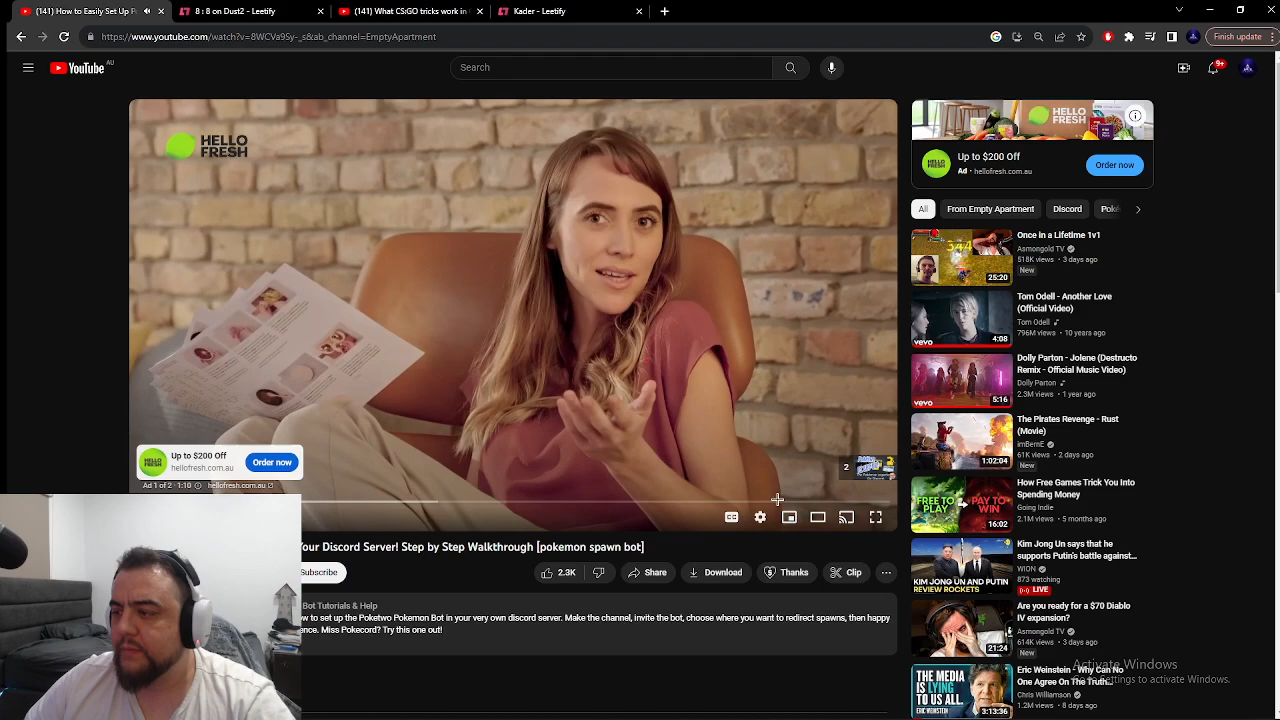 (141) How to Easily Set Up P
8 : 8 on Dust2 - Leetify
(141) What CS:GO tricks work in
Kader - Leetify
https://www.youtube.com/watch?v=8WCVa9Sy-_s&ab_channel=EmptyApartment
Finish update
YouTube AU
Search
9+
HELLO
FRESH
HELLO
FRESH
Up to $200 Off
Ad · hellofresh.com.au
Order now
All
From Empty Apartment
Discord
Poké
Once in a Lifetime 1v1
Asmongold TV
518K views • 3 days ago
New
25:20
Tom Odell - Another Love
(Official Video)
Tom Odell
796M views • 10 years ago
vevo
4:08
Dolly Parton - Jolene (Destructo
Remix - Official Music Video)
Dolly Parton
2.3M views • 1 year ago
vevo
5:16
The Pirates Revenge - Rust
(Movie)
imBernE
61K views • 2 days ago
New
1:02:04
How Free Games Trick You Into
Spending Money
Going Indie
2.1M views • 5 months ago
FREE TO PLAY
PAY TO WIN
16:02
Kim Jong Un says that he
supports Putin's battle against...
WION
873 watching
LIVE
KIM JONG UN AND PUTIN
REVIEW ROCKETS
Are you ready for a $70 Diablo
IV expansion?
Asmongold TV
614K views • 3 days ago
New
21:24
Eric Weinstein - Why Can No
One Agree On The Truth...
Chris Williamson
1.2M views • 8 days ago
THE MEDIA
IS LYING
TO US ALL.
ERIC WEINSTEIN
3:13:36
Activate Windows
Settings to activate Windows.
Up to $200 Off
hellofresh.com.au
Order now
Ad 1 of 2 · 1:10
hellofresh.com.au
2
Your Discord Server! Step by Step Walkthrough [pokemon spawn bot]
Subscribe
2.3K
Share
Download
Thanks
Clip
Bot Tutorials & Help
w to set up the Poketwo Pokemon Bot in your very own discord server. Make the channel, invite the bot, choose where you want to redirect spawns, then happy
ence. Miss Pokecord? Try this one out!